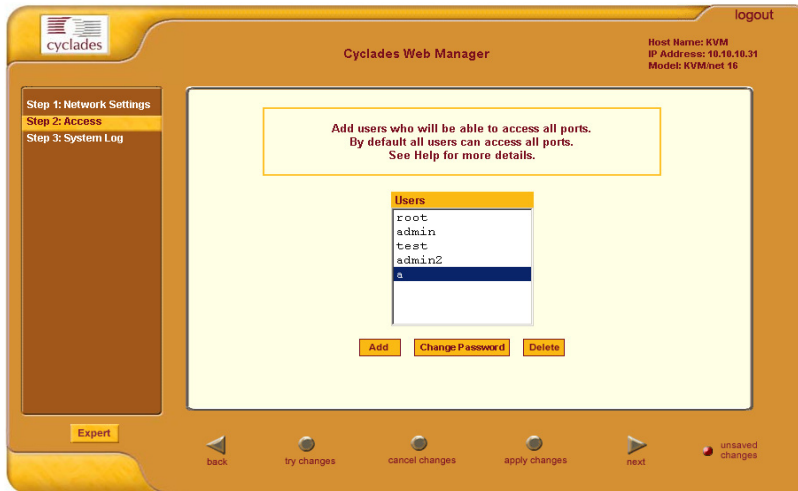 logout
cyclades
Cyclades Web Manager
Host Name: KVM
IP Address: 10.10.10.31
Model: KVM/net 16
Step 1: Network Settings
Step 2: Access
Step 3: System Log
Add users who will be able to access all ports.
By default all users can access all ports.
See Help for more details.
Users
root
admin
test
admin2
a
Add
Change Password
Delete
Expert
back
try changes
cancel changes
apply changes
next
unsaved
changes